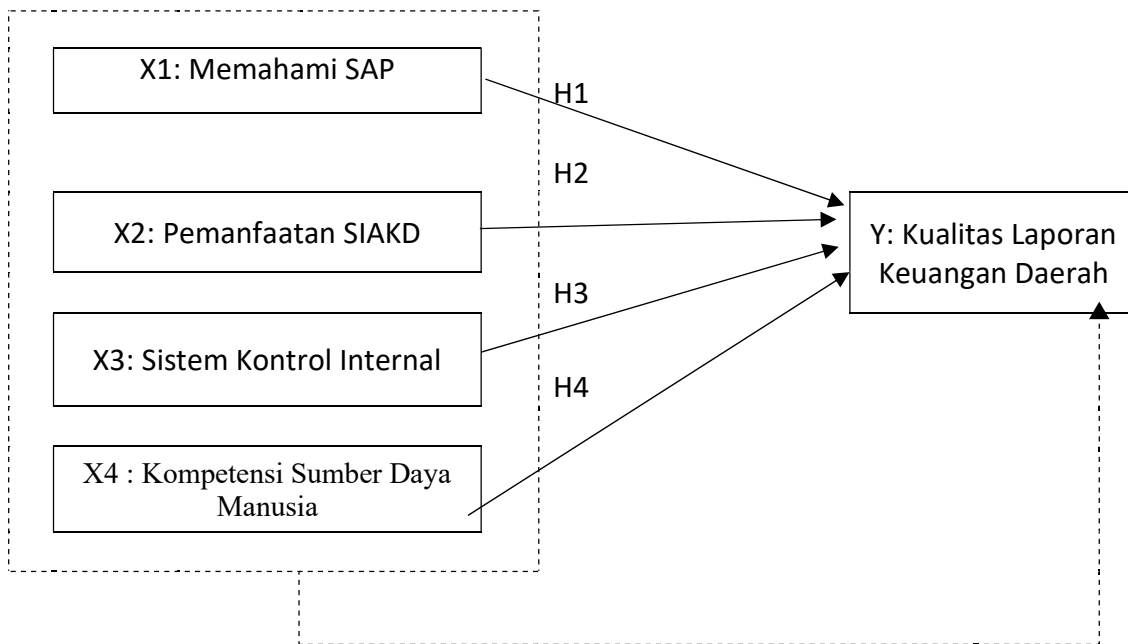 X1: Memahami SAP
H1
H2
X2: Pemanfaatan SIAKD
Y: Kualitas Laporan
Keuangan Daerah
H3
X3: Sistem Kontrol Internal
H4
X4 : Kompetensi Sumber Daya
Manusia